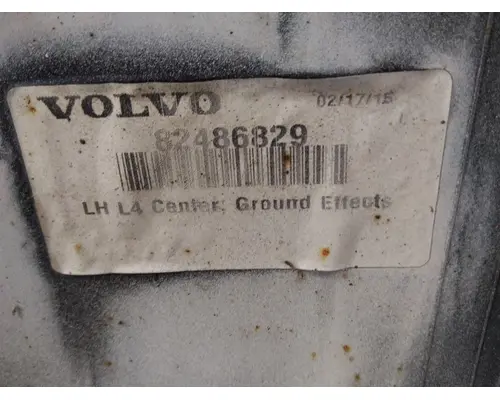 VOLVO
02/17/15
82486829
LH L4 Center; Ground Effects